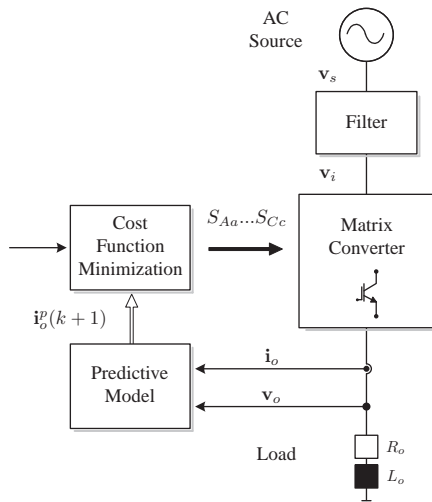 AC
Source
v_s
Filter
v_i
Cost
Function
Minimization
S_{Aa}...S_{Cc}
Matrix
Converter
i_o^p(k + 1)
Predictive
Model
i_o
v_o
Load
R_o
L_o